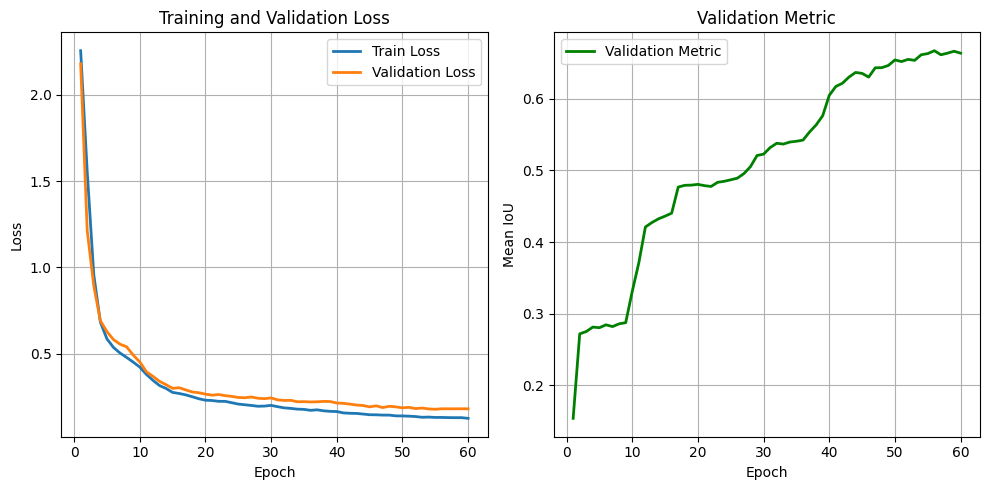 Training and Validation Loss
Train Loss
Validation Loss
2.0
1.5
1.0
0.5
Loss
0 10 20 30 40 50 60
Epoch
Validation Metric
Validation Metric
0.6
0.5
0.4
0.3
0.2
Mean IoU
0 10 20 30 40 50 60
Epoch